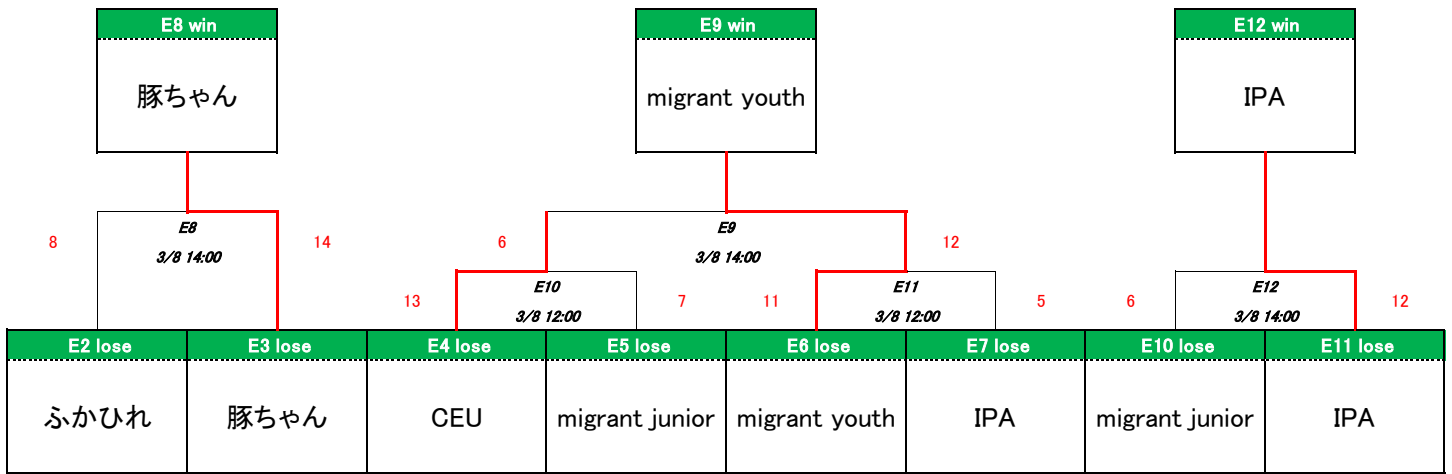 E8 win
E9 win
E12 win
豚ちゃん
migrant youth
IPA
E8
3/8 14:00
8
14
E9
3/8 14:00
6
12
E10
3/8 12:00
13
7
E11
3/8 12:00
11
5
E12
3/8 14:00
6
12
E2 lose
E3 lose
E4 lose
E5 lose
E6 lose
E7 lose
E10 lose
E11 lose
ふかひれ
豚ちゃん
CEU
migrant junior
migrant youth
IPA
migrant junior
IPA